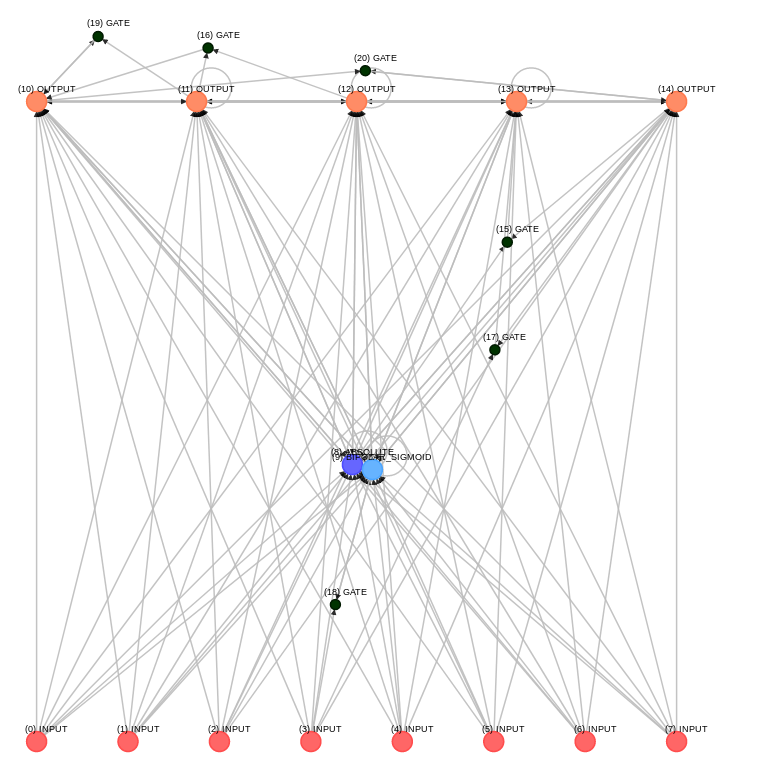 (19) GATE
(16) GATE
(20) GATE
(10) OUTPUT
(11) OUTPUT
(12) OUTPUT
(13) OUTPUT
(14) OUTPUT
(15) GATE
(17) GATE
(8) ABSOLUTE
(9) BIPOLAR_SIGMOID
(18) GATE
(0) INPUT
(1) INPUT
(2) INPUT
(3) INPUT
(4) INPUT
(5) INPUT
(6) INPUT
(7) INPUT